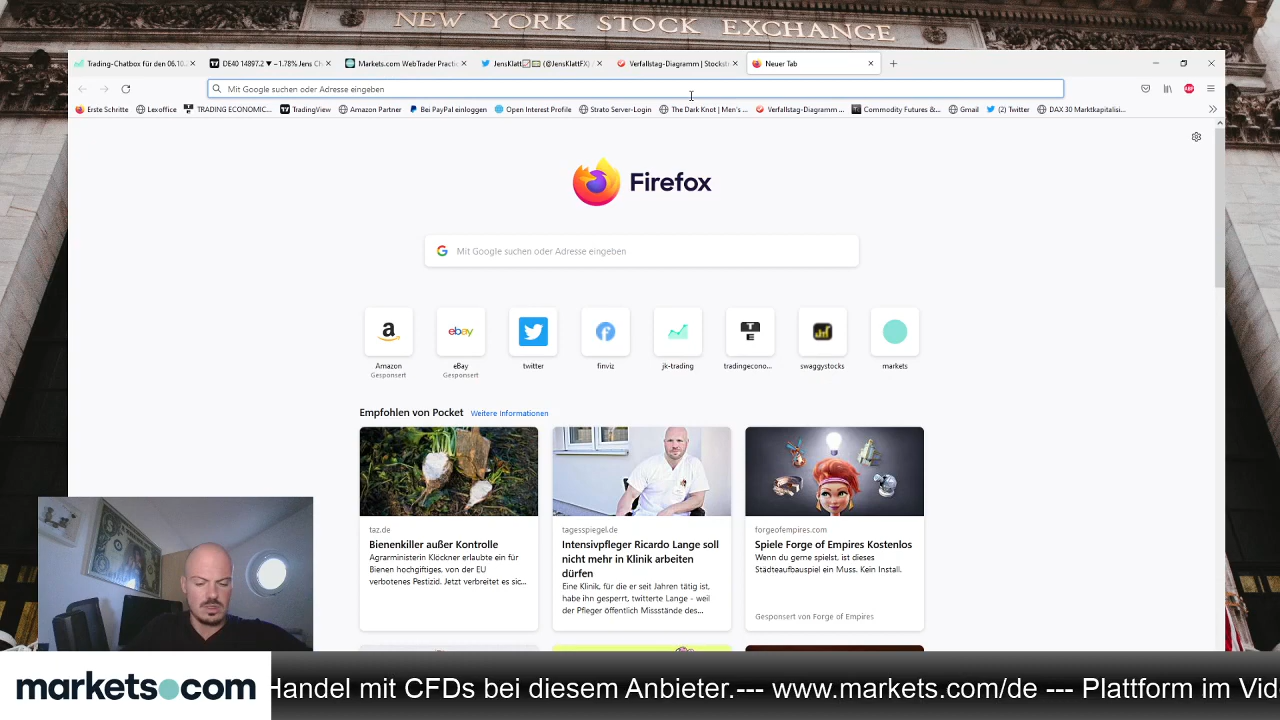 NEW YORK STOCK EXCHANGE
Trading-Chatbox für den 06.10.
DE40 14897.2 ▼ −1.78% Jens Ch
Markets.com WebTrader Practic
JensKlatt (@JensKlattFX)
Verfallstag-Diagramm | Stockstr
Neuer Tab
Mit Google suchen oder Adresse eingeben
Erste Schritte
Lexoffice
TRADING ECONOMIC...
TradingView
Amazon Partner
Bei PayPal einloggen
Open Interest Profile
Strato Server-Login
The Dark Knot | Men's ...
Verfallstag-Diagramm ...
Commodity Futures &...
Gmail
(2) Twitter
DAX 30 Marktkapitalisi...
Firefox
Mit Google suchen oder Adresse eingeben
Amazon
Gesponsert
eBay
Gesponsert
twitter
finviz
jk-trading
tradingecono...
swaggystocks
markets
Empfohlen von Pocket Weitere Informationen
taz.de
Bienenkiller außer Kontrolle
Agrarministerin Klöckner erlaubte ein für
Bienen hochgiftiges, von der EU
verbotenes Pestizid. Jetzt verbreitet es sic...
tagesspiegel.de
Intensivpfleger Ricardo Lange soll
nicht mehr in Klinik arbeiten
dürfen
Eine Klinik, für die er seit Jahren tätig ist,
habe ihn gesperrt, twitterte Lange - weil
der Pfleger öffentlich Missstände des...
forgeofempires.com
Spiele Forge of Empires Kostenlos
Wenn du gerne spielst, ist dieses
Städteaufbauspiel ein Muss. Kein Install.
Gesponsert von Forge of Empires
markets.com
Handel mit CFDs bei diesem Anbieter.--- www.markets.com/de --- Plattform im Vid